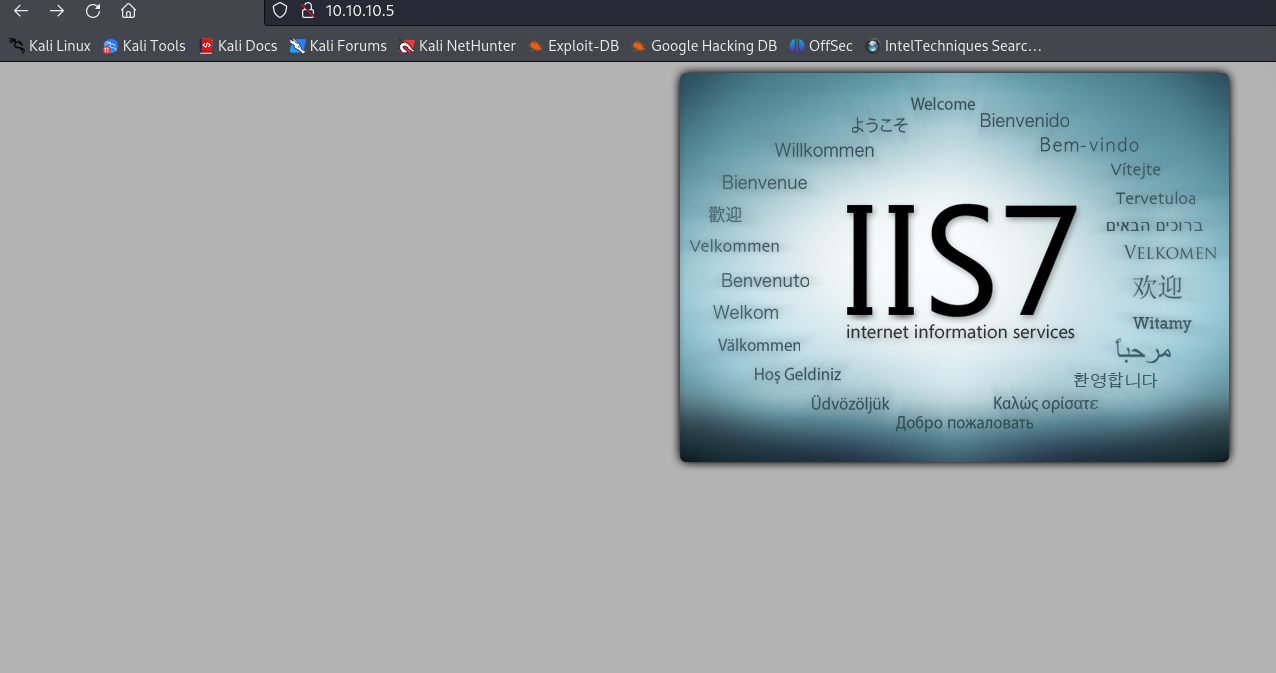 10.10.10.5
Kali Linux Kali Tools Kali Docs Kali Forums Kali NetHunter Exploit-DB Google Hacking DB OffSec IntelTechniques Searc…
Welcome
ようこそ
Bienvenido
Willkommen
Bem-vindo
Vítejte
Bienvenue
Tervetuloa
歡迎
ברוכים הבאים
Velkommen
VELKOMEN
IIS7
Benvenuto
欢迎
Welkom
Witamy
internet information services
Välkommen
مرحباً
Hoş Geldiniz
환영합니다
Üdvözöljük
Καλώς ορίσατε
Добро пожаловать